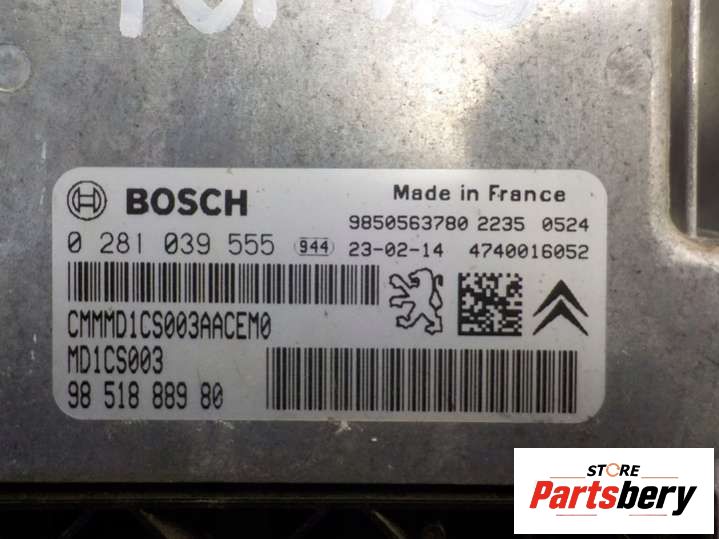 BOSCH
Made in France
9850563780 2235 0524
0 281 039 555 944 23-02-14 4740016052
CMMMD1CS003AACEM0
MD1CS003
98 518 889 80
STORE
Partsbery